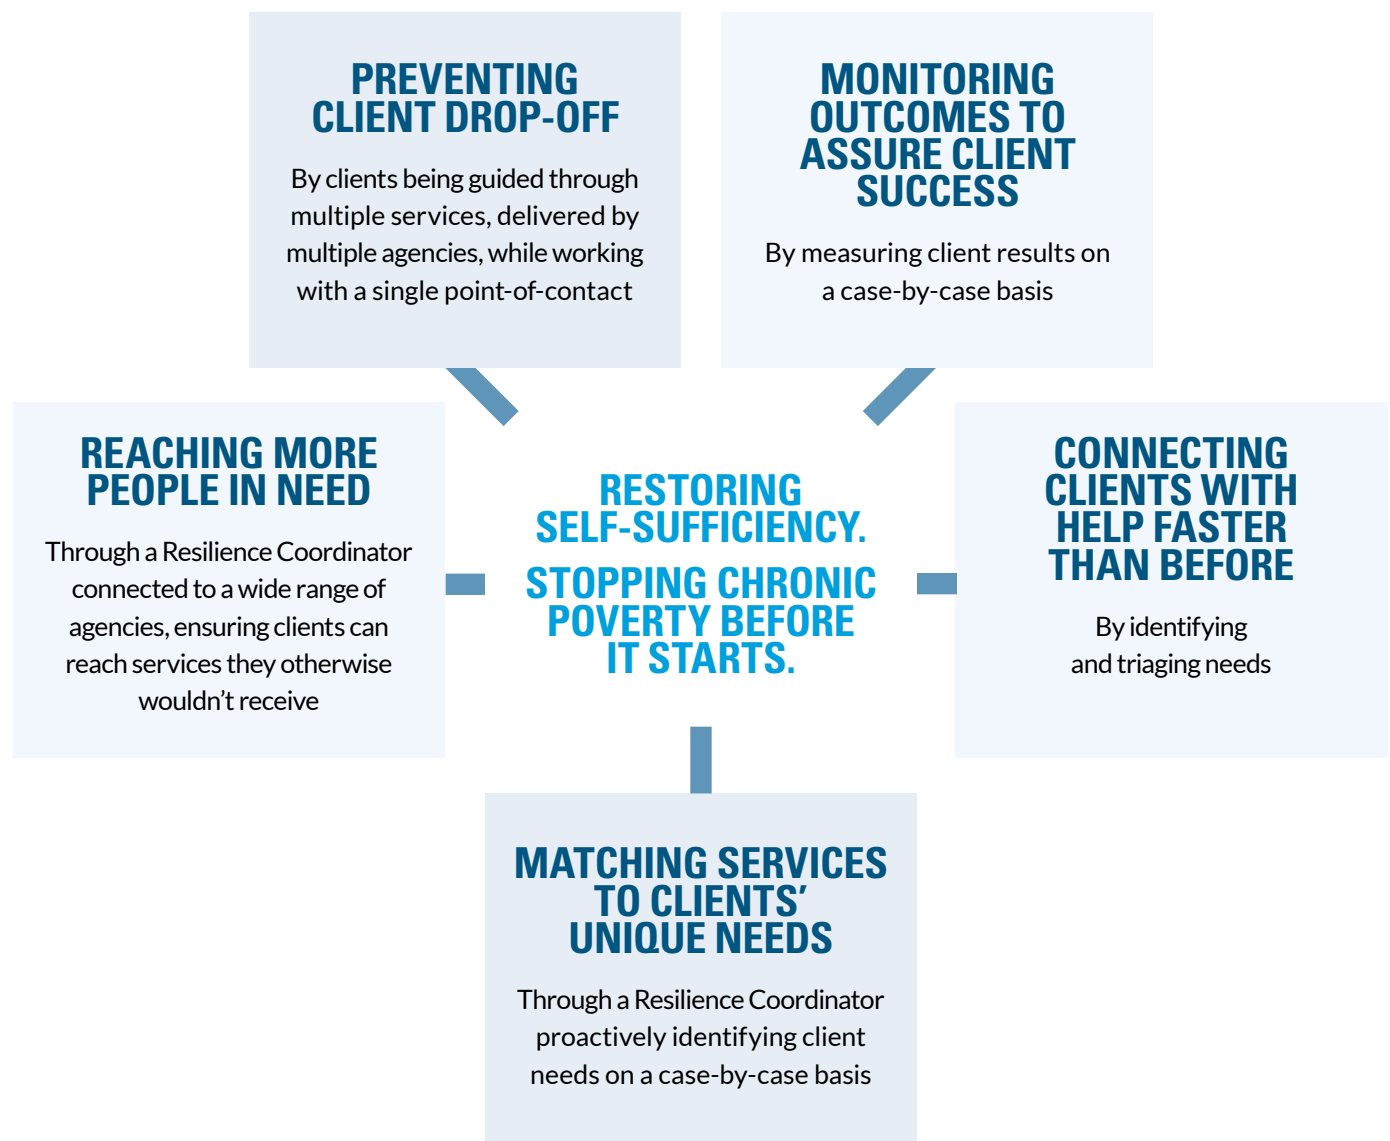 PREVENTING
CLIENT DROP-OFF
By clients being guided through
multiple services, delivered by
multiple agencies, while working
with a single point-of-contact
MONITORING
OUTCOMES TO
ASSURE CLIENT
SUCCESS
By measuring client results on
a case-by-case basis
REACHING MORE
PEOPLE IN NEED
Through a Resilience Coordinator
connected to a wide range of
agencies, ensuring clients can
reach services they otherwise
wouldn’t receive
RESTORING
SELF-SUFFICIENCY.
STOPPING CHRONIC
POVERTY BEFORE
IT STARTS.
CONNECTING
CLIENTS WITH
HELP FASTER
THAN BEFORE
By identifying
and triaging needs
MATCHING SERVICES
TO CLIENTS’
UNIQUE NEEDS
Through a Resilience Coordinator
proactively identifying client
needs on a case-by-case basis